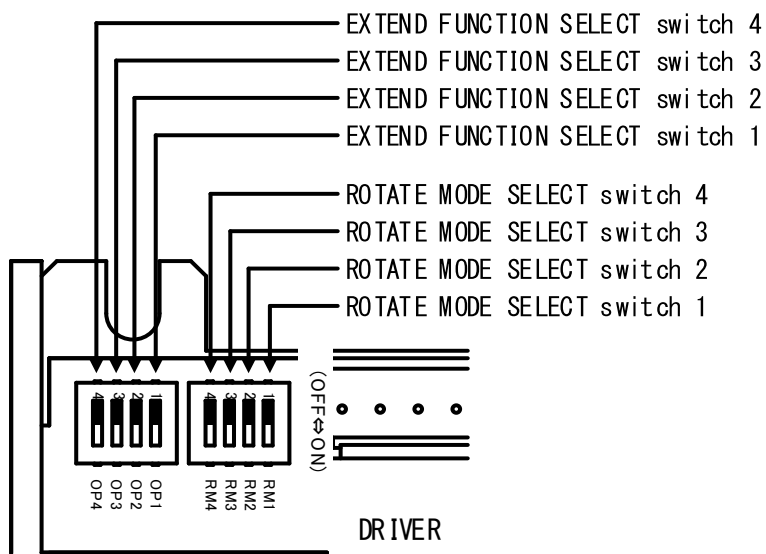 EXTEND FUNCTION SELECT switch 4
EXTEND FUNCTION SELECT switch 3
EXTEND FUNCTION SELECT switch 2
EXTEND FUNCTION SELECT switch 1
ROTATE MODE SELECT switch 4
ROTATE MODE SELECT switch 3
ROTATE MODE SELECT switch 2
ROTATE MODE SELECT switch 1
4 3 2 1
4 3 2 1
(OFF⇔ON)
OP4
OP3
OP2
OP1
RM4
RM3
RM2
RM1
DRIVER